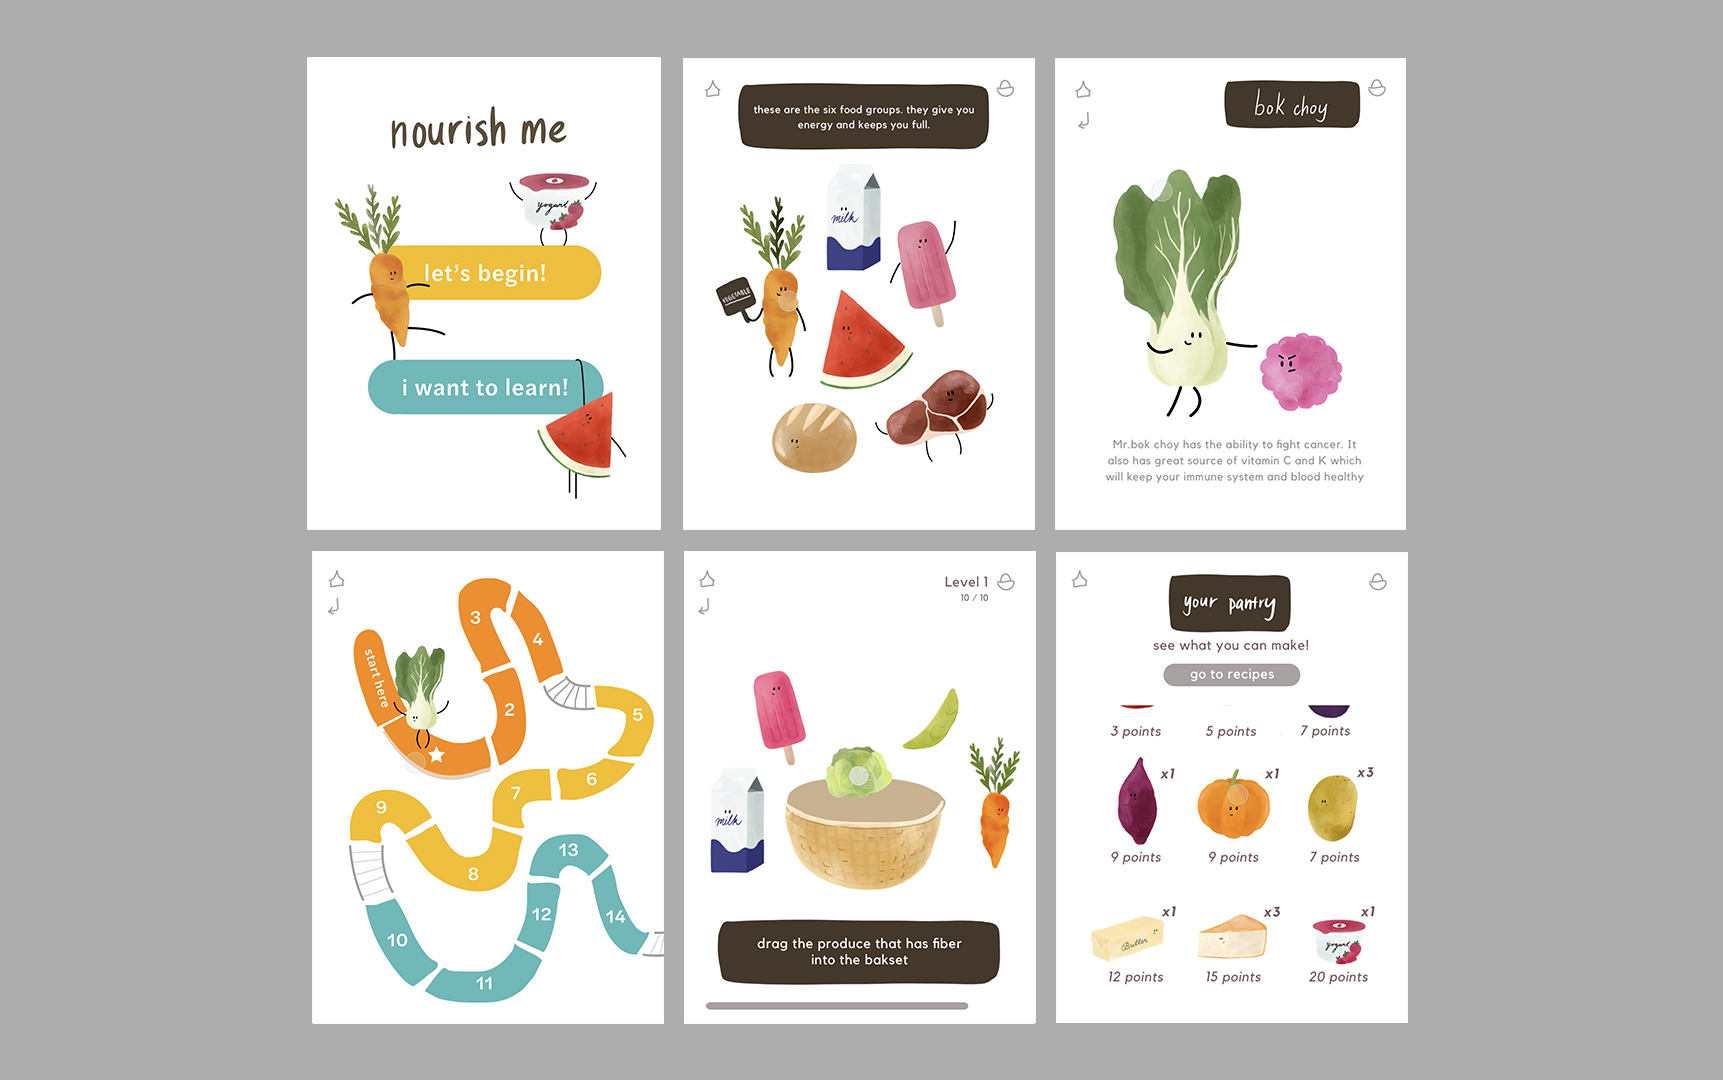 nourish me
yogurt
let's begin!
i want to learn!
these are the six food groups. they give you
energy and keeps you full.
milk
VEGETABLE
bok choy
Mr.bok choy has the ability to fight cancer. It
also has great source of vitamin C and K which
will keep your immune system and blood healthy
start here
2
3
4
5
6
7
8
9
10
11
12
13
14
Level 1
10 / 10
milk
drag the produce that has fiber
into the bakset
your pantry
see what you can make!
go to recipes
3 points
5 points
7 points
x1
x1
x3
9 points
9 points
7 points
x1
x3
x1
Butter
yogurt
12 points
15 points
20 points